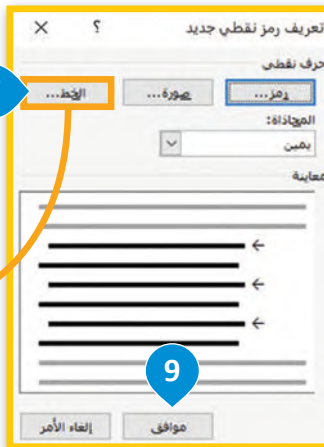 تعريف رمز نقطي جديد ؟ ×
حرف نقطي
رمز... صورة... الخط...
المحاذاة:
يمين
معاينة
9
موافق إلغاء الأمر